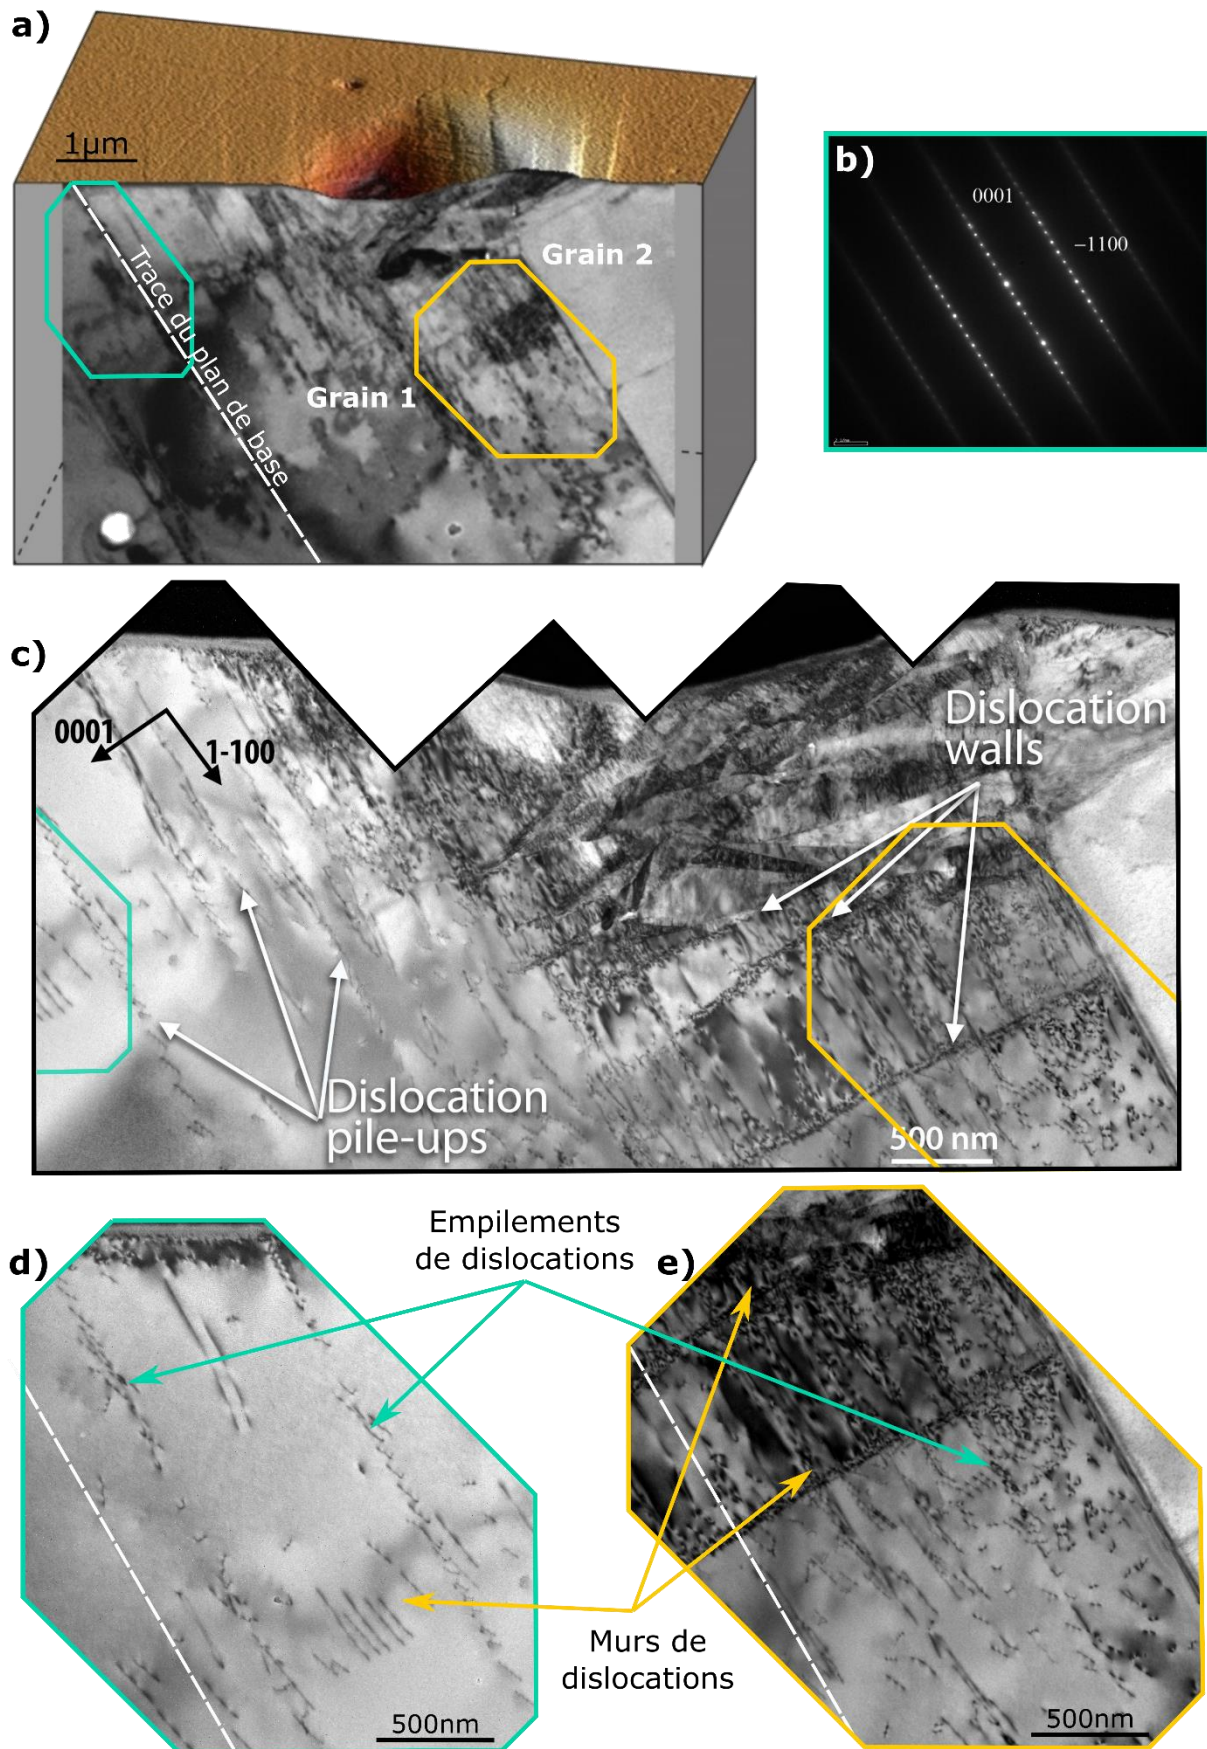 a)
1µm
Trace du plan de base
Grain 1
Grain 2
b)
0001
-1100
c)
0001
1-100
Dislocation
walls
Dislocation
pile-ups
500 nm
d)
Empilements
de dislocations
e)
Murs de
dislocations
500nm
500nm